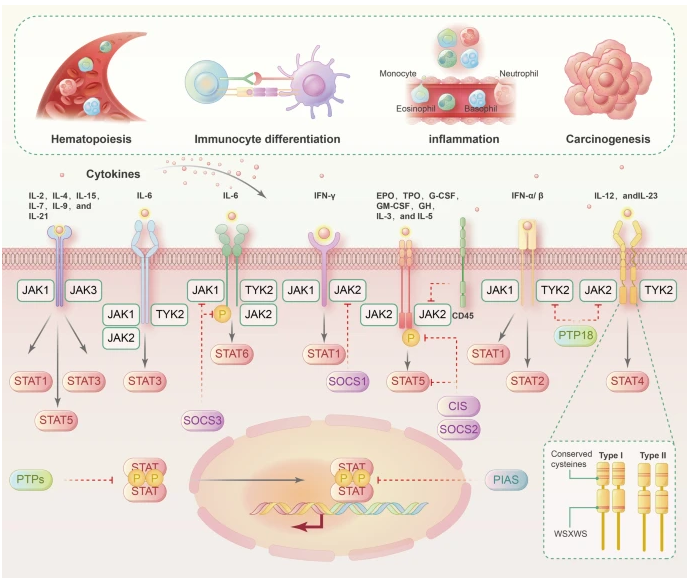 Monocyte
Neutrophil
Eosinophil
Basophil
Hematopoiesis
Immunocyte differentiation
inflammation
Carcinogenesis
Cytokines
IL-2, IL-4, IL-15,
IL-7, IL-9, and
IL-21
IL-6
IL-6
IFN-γ
EPO, TPO, G-CSF,
GM-CSF, GH,
IL-3, and IL-5
IFN-α/ β
IL-12, andIL-23
JAK1
JAK3
JAK1
JAK2
TYK2
JAK1
TYK2
JAK2
P
JAK1
JAK2
JAK2
JAK2
P
CD45
JAK1
TYK2
JAK2
TYK2
PTP18
STAT1
STAT3
STAT5
STAT3
STAT6
STAT1
STAT5
STAT1
STAT2
STAT4
SOCS3
SOCS1
CIS
SOCS2
PTPs
STAT
P P
STAT
STAT
P P
STAT
PIAS
Conserved
cysteines
Type I
Type II
WSXWS